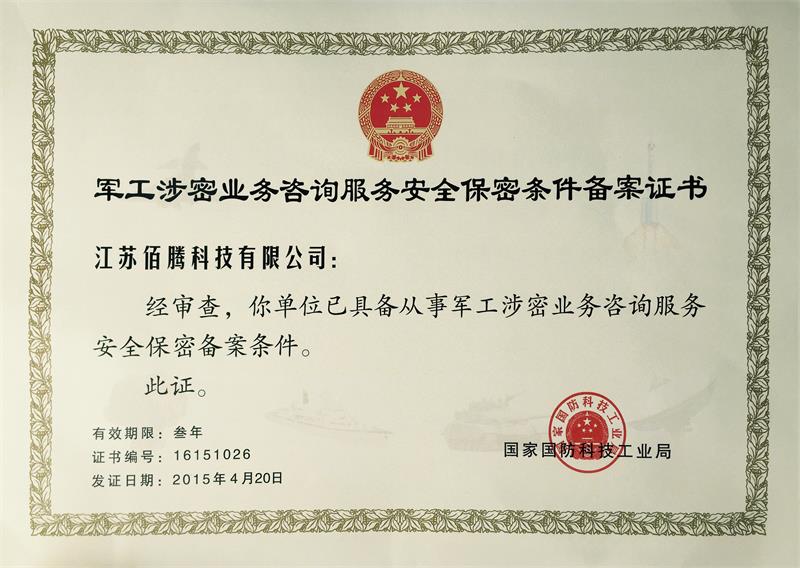 军工涉密业务咨询服务安全保密条件备案证书
江苏佰腾科技有限公司：
经审查，你单位已具备从事军工涉密业务咨询服务
安全保密备案条件。
此证。
有效期限：叁年
证书编号：16151026
发证日期：2015年4月20日
国家国防科技工业局
国家国防科技工业局